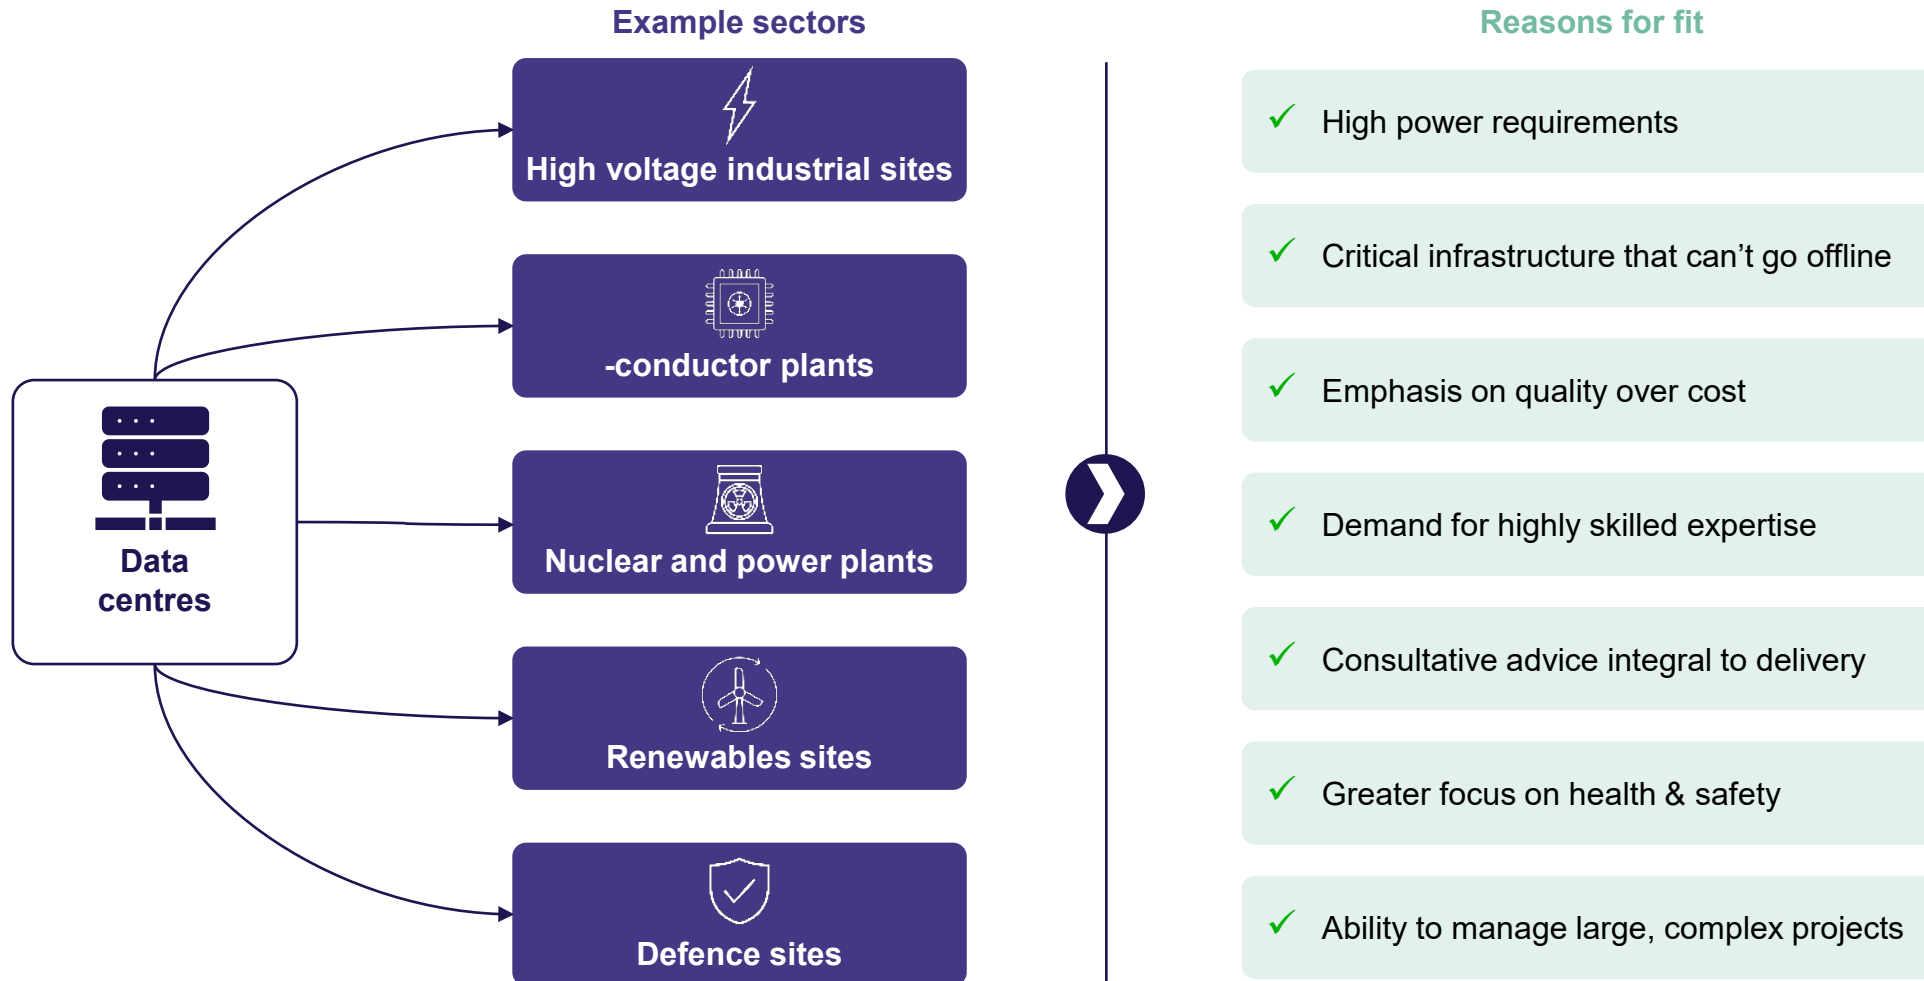 Example sectors
Reasons for fit
High voltage industrial sites
-conductor plants
Nuclear and power plants
Renewables sites
Defence sites
Data
centres
High power requirements
Critical infrastructure that can’t go offline
Emphasis on quality over cost
Demand for highly skilled expertise
Consultative advice integral to delivery
Greater focus on health & safety
Ability to manage large, complex projects